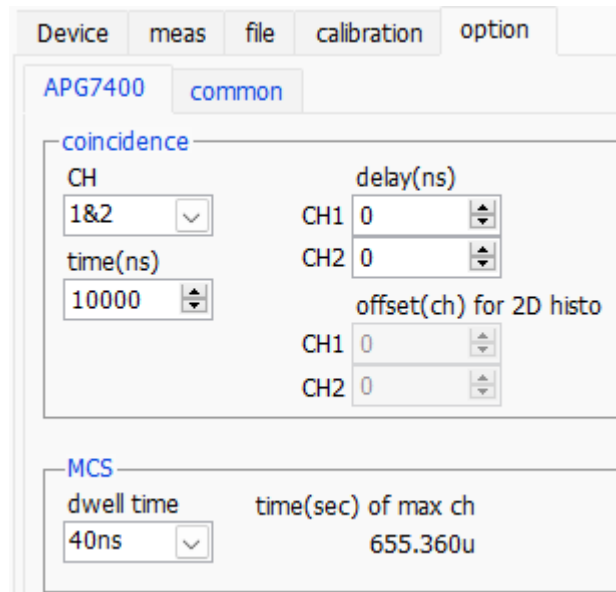 Device meas file calibration option
APG7400 common
coincidence
CH delay(ns)
1&2 CH1 0
CH2 0
time(ns)
10000 offset(ch) for 2D histo
CH1 0
CH2 0
MCS
dwell time time(sec) of max ch
40ns 655.360u